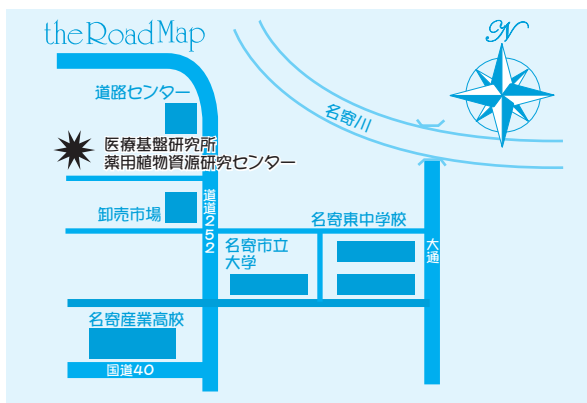 the Road Map
N
道路センター
名寄川
医療基盤研究所
薬用植物資源研究センター
卸売市場
道道252
名寄東中学校
名寄市立
大学
大通
名寄産業高校
国道40